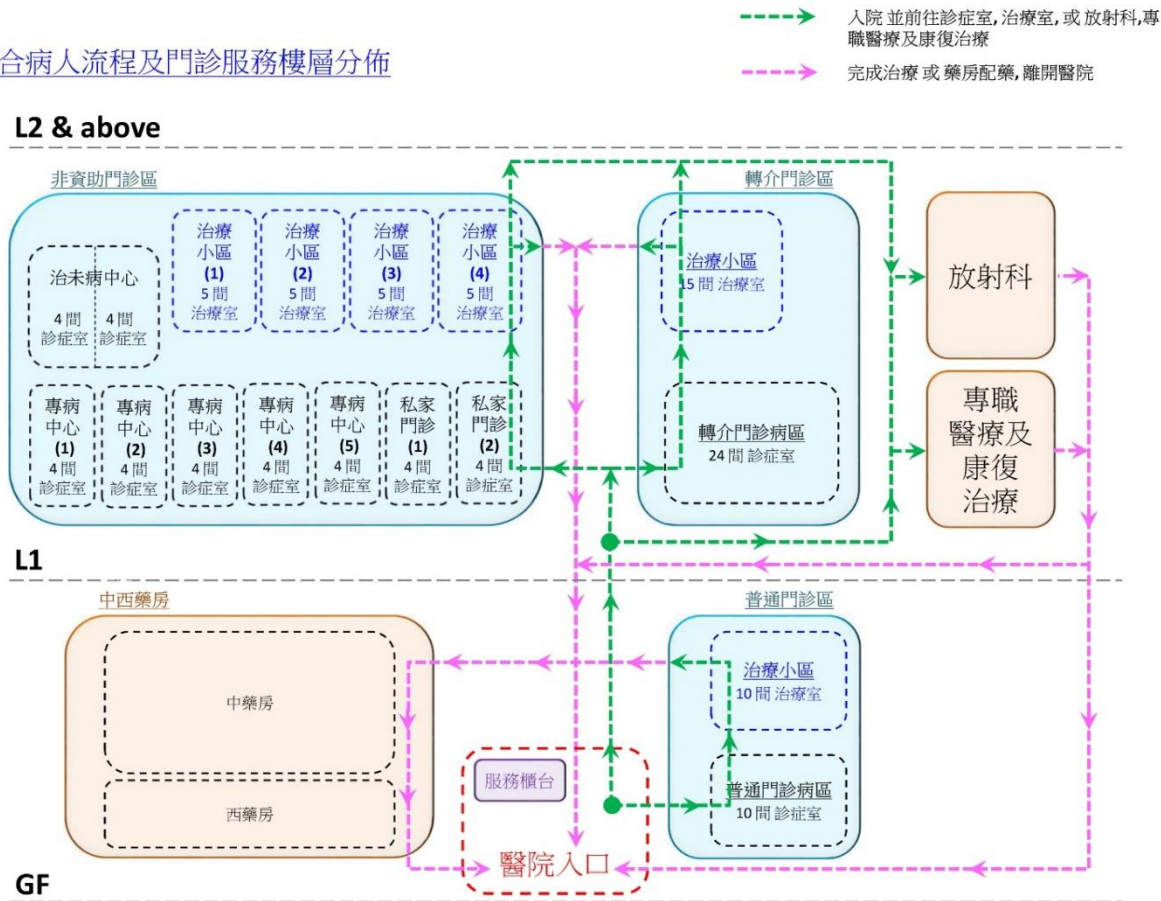 入院 並前往診症室, 治療室, 或 放射科,專
職醫療及康復治療
合病人流程及門診服務樓層分佈
完成治療 或 藥房配藥, 離開醫院
L2 & above
非資助門診區
治未病中心
4 間
診症室
4 間
診症室
治療
小區
(1)
5 間
治療室
治療
小區
(2)
5 間
治療室
治療
小區
(3)
5 間
治療室
治療
小區
(4)
5 間
治療室
專病
中心
(1)
4 間
診症室
專病
中心
(2)
4 間
診症室
專病
中心
(3)
4 間
診症室
專病
中心
(4)
4 間
診症室
專病
中心
(5)
4 間
診症室
私家
門診
(1)
4 間
診症室
私家
門診
(2)
4 間
診症室
轉介門診區
治療小區
15間 治療室
轉介門診病區
24 間 診症室
放射科
專職
醫療及
康復
治療
L1
中西藥房
中藥房
西藥房
服務櫃台
醫院入口
普通門診區
治療小區
10 間 治療室
普通門診病區
10 間 診症室
GF